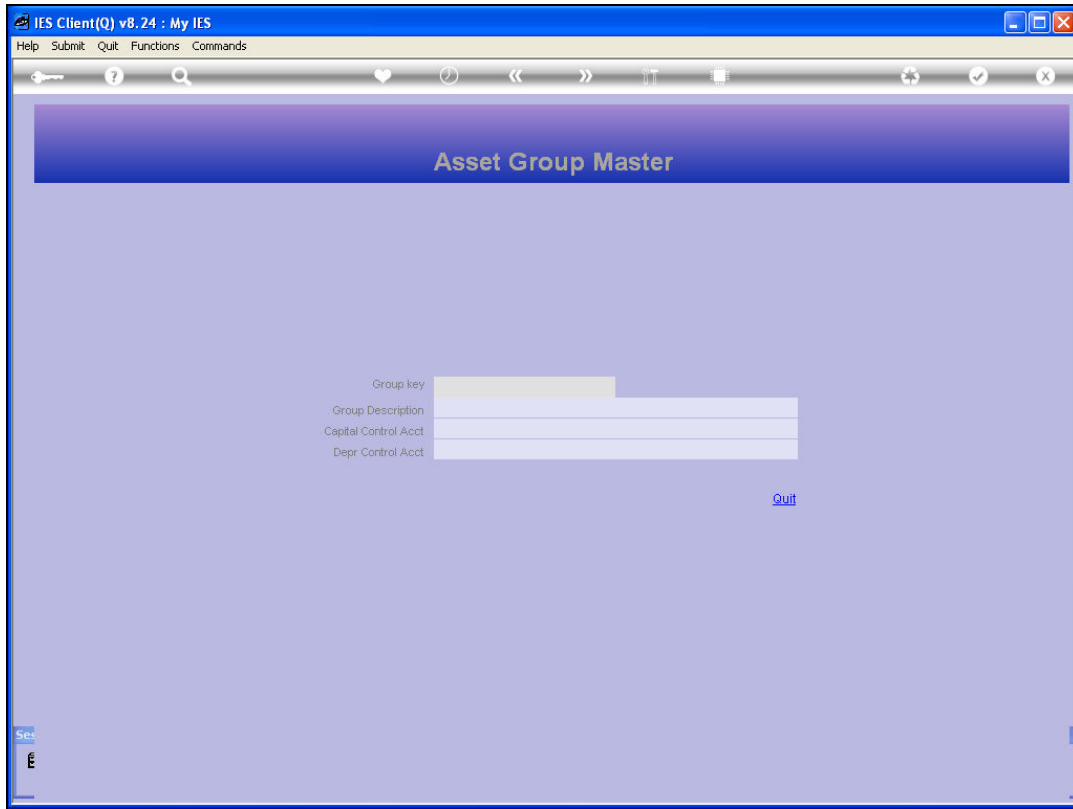 IES Client(Q) v8.24 : My IES
Help Submit Quit Functions Commands
Asset Group Master
Group key
Group Description
Capital Control Acct
Depr Control Acct
Quit
Ses